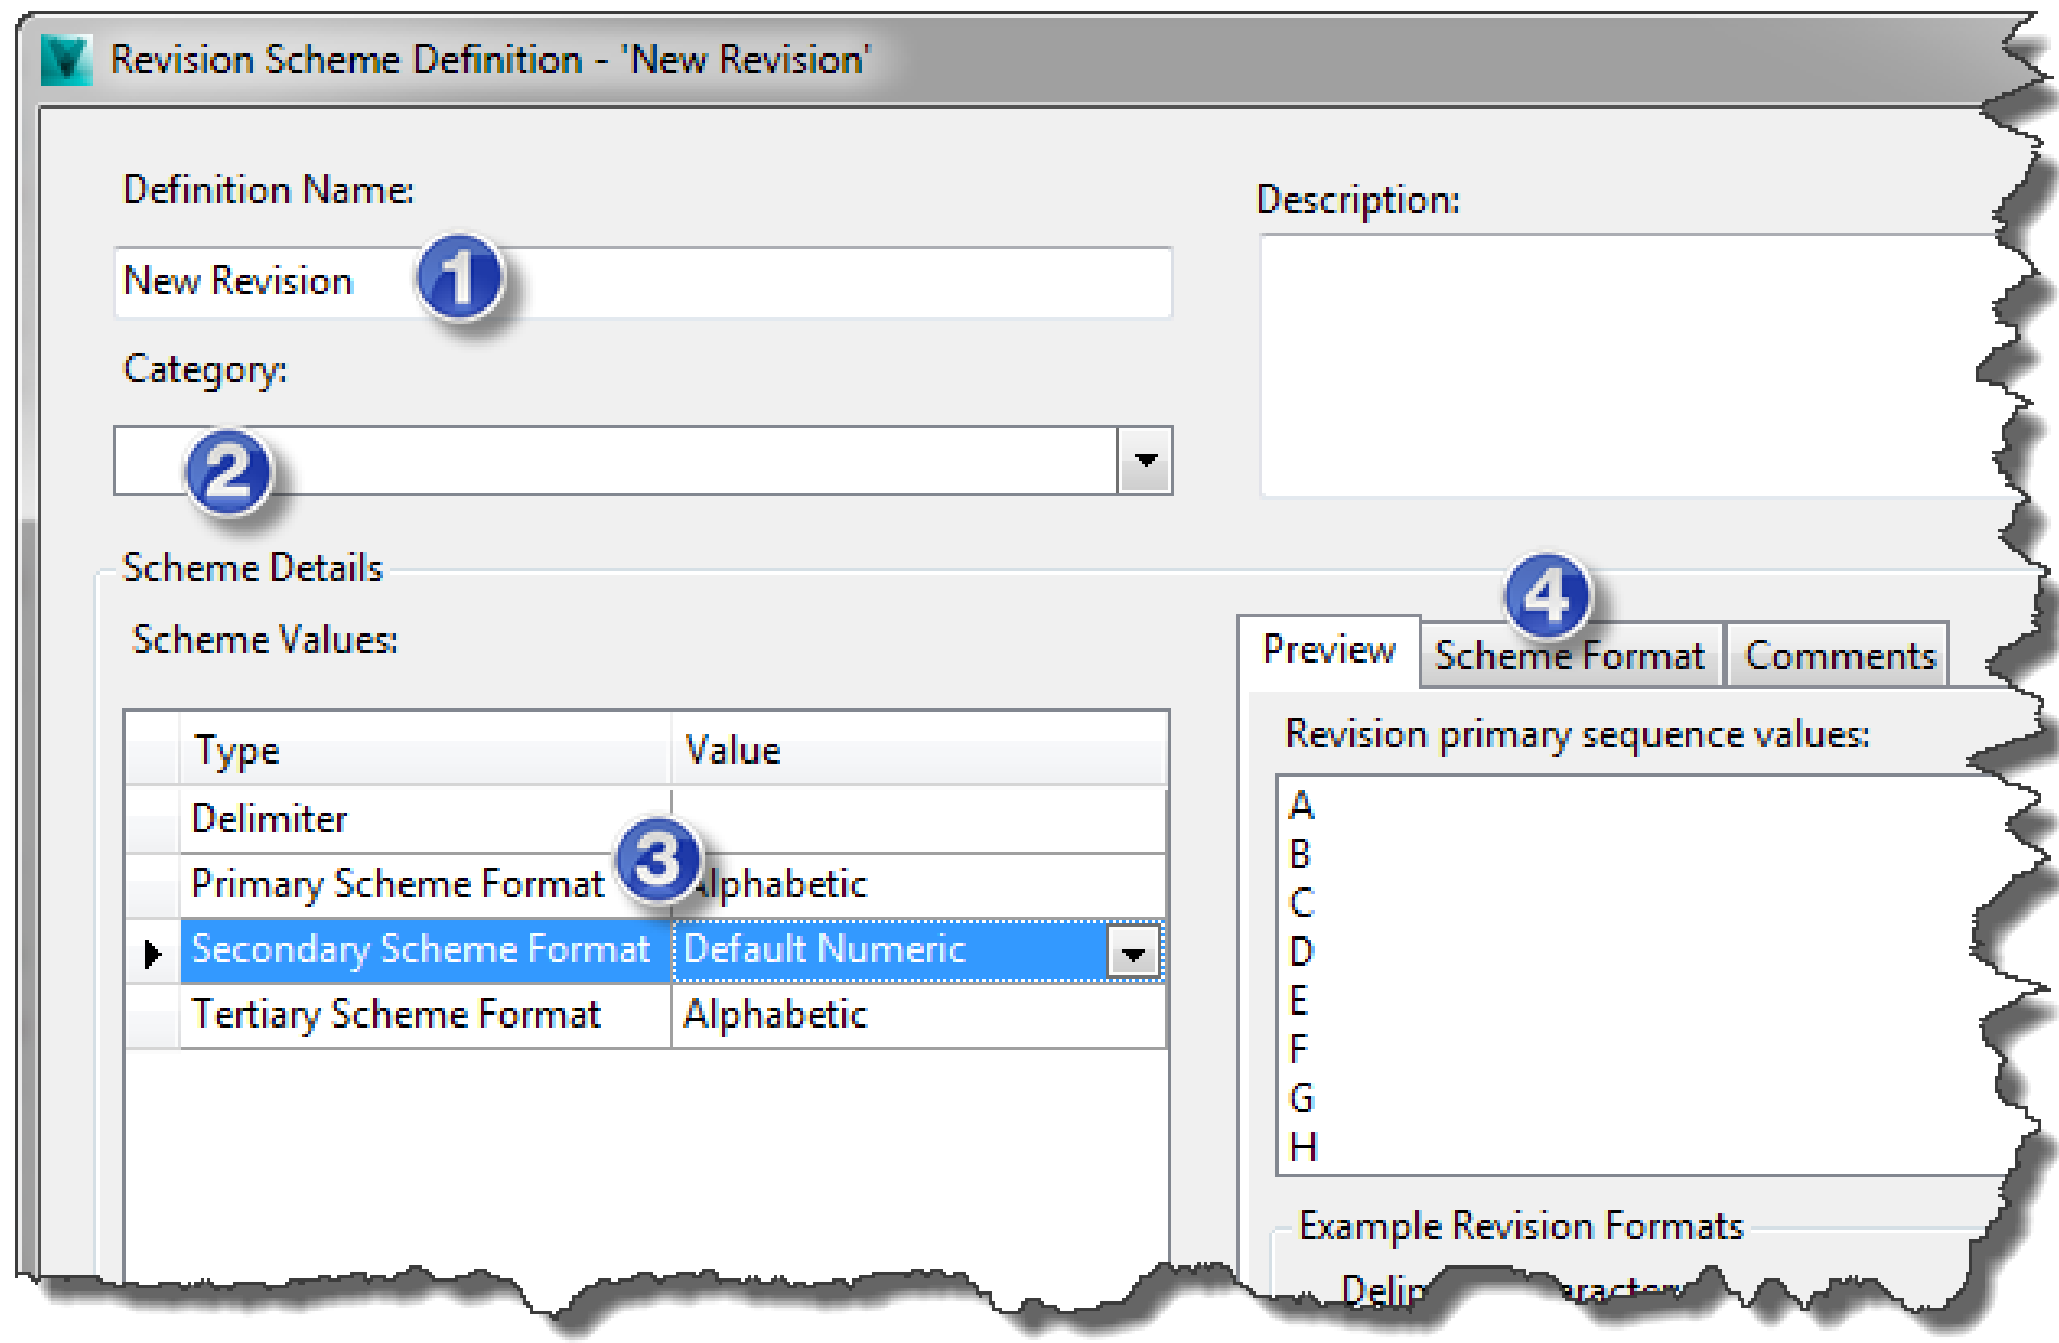 Revision Scheme Definition - 'New Revision'
Definition Name:
New Revision
1
Category:
2
Description:
Scheme Details
Scheme Values:
Type Value
Delimiter
3
Primary Scheme Format
Secondary Scheme Format Default Numeric
Tertiary Scheme Format Alphabetic
4
Preview Scheme Format Comments
Revision primary sequence values:
A
B
C
D
E
F
G
H
Example Revision Formats